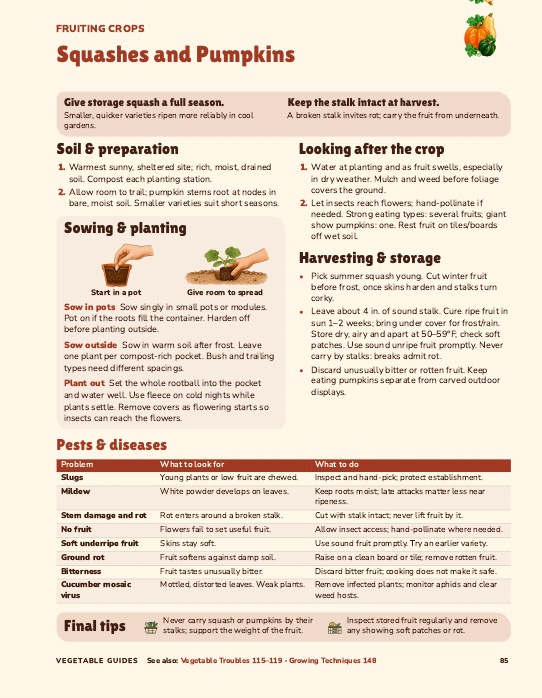 FRUITING CROPS
Squashes and Pumpkins
Give storage squash a full season.
Smaller, quicker varieties ripen more reliably in cool
gardens.
Keep the stalk intact at harvest.
A broken stalk invites rot; carry the fruit from underneath.
Soil & preparation
1. Warmest sunny, sheltered site; rich, moist, drained
soil. Compost each planting station.
2. Allow room to trail; pumpkin stems root at nodes in
bare, moist soil. Smaller varieties suit short seasons.
Sowing & planting
Start in a pot
Give room to spread
Sow in pots Sow singly in small pots or modules.
Pot on if the roots fill the container. Harden off
before planting outside.
Sow outside Sow in warm soil after frost. Leave
one plant per compost-rich pocket. Bush and trailing
types need different spacings.
Plant out Set the whole rootball into the pocket
and water well. Use fleece on cold nights while
plants settle. Remove covers as flowering starts so
insects can reach the flowers.
Looking after the crop
1. Water at planting and as fruit swells, especially
in dry weather. Mulch and weed before foliage
covers the ground.
2. Let insects reach flowers; hand-pollinate if
needed. Strong eating types: several fruits; giant
show pumpkins: one. Rest fruit on tiles/boards
off wet soil.
Harvesting & storage
• Pick summer squash young. Cut winter fruit
before frost, once skins harden and stalks turn
corky.
• Leave about 4 in. of sound stalk. Cure ripe fruit in
sun 1–2 weeks; bring under cover for frost/rain.
Store dry, airy and apart at 50–59°F; check soft
patches. Use sound unripe fruit promptly. Never
carry by stalks: breaks admit rot.
• Discard unusually bitter or rotten fruit. Keep
eating pumpkins separate from carved outdoor
displays.
Pests & diseases
Problem What to look for What to do
Slugs Young plants or low fruit are chewed. Inspect and hand-pick; protect establishment.
Mildew White powder develops on leaves. Keep roots moist; late attacks matter less near
ripeness.
Stem damage and rot Rot enters around a broken stalk. Cut with stalk intact; never lift fruit by it.
No fruit Flowers fail to set useful fruit. Allow insect access; hand-pollinate where needed.
Soft underripe fruit Skins stay soft. Use sound fruit promptly. Try an earlier variety.
Ground rot Fruit softens against damp soil. Raise on a clean board or tile; remove rotten fruit.
Bitterness Fruit tastes unusually bitter. Discard bitter fruit; cooking does not make it safe.
Cucumber mosaic Mottled, distorted leaves. Weak plants. Remove infected plants; monitor aphids and clear
virus weed hosts.
Final tips
Never carry squash or pumpkins by their
stalks; support the weight of the fruit.
Inspect stored fruit regularly and remove
any showing soft patches or rot.
VEGETABLE GUIDES See also: Vegetable Troubles 115–119 · Growing Techniques 148 85